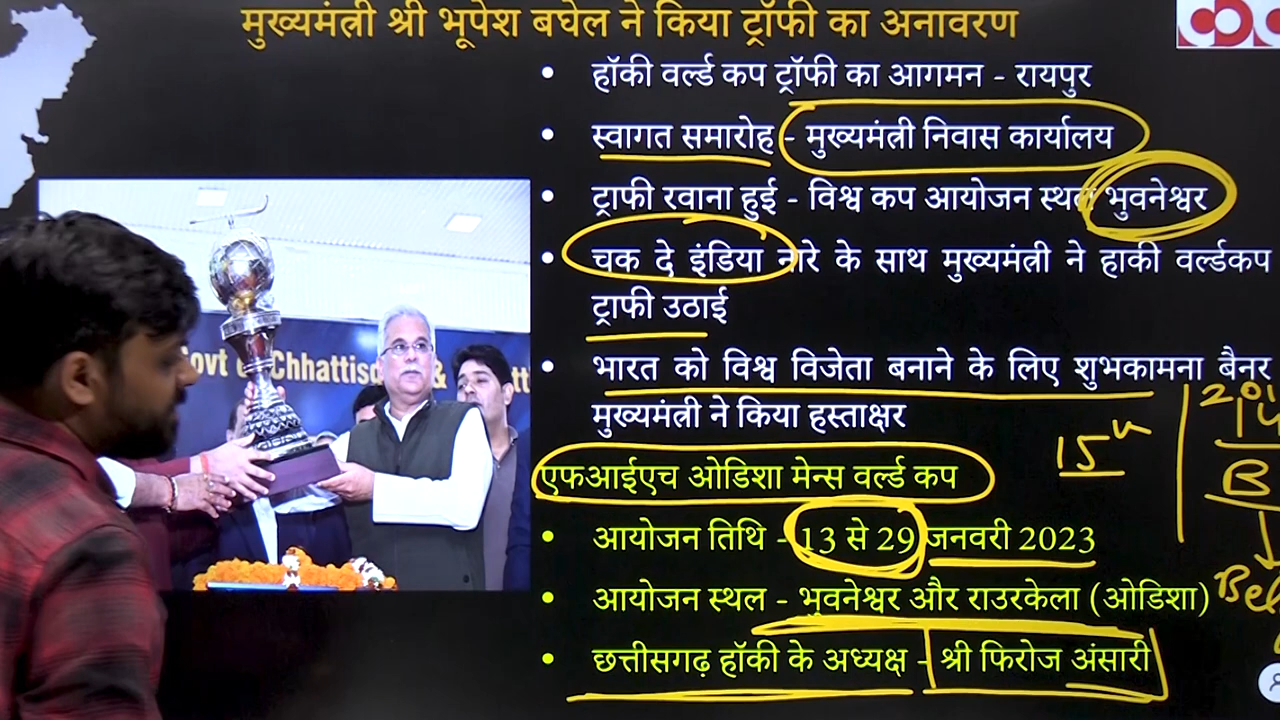 मुख्यमंत्री श्री भूपेश बघेल ने किया ट्रॉफी का अनावरण
• हॉकी वर्ल्ड कप ट्रॉफी का आगमन - रायपुर
• स्वागत समारोह - मुख्यमंत्री निवास कार्यालय
• ट्राफी रवाना हुई - विश्व कप आयोजन स्थल भुवनेश्वर
• चक दे इंडिया नारे के साथ मुख्यमंत्री ने हाकी वर्ल्डकप
ट्राफी उठाई
• भारत को विश्व विजेता बनाने के लिए शुभकामना बैनर
मुख्यमंत्री ने किया हस्ताक्षर
एफआईएच ओडिशा मेन्स वर्ल्ड कप
• आयोजन तिथि - 13 से 29 जनवरी 2023
• आयोजन स्थल - भुवनेश्वर और राउरकेला (ओडिशा)
• छत्तीसगढ़ हॉकी के अध्यक्ष - श्री फिरोज अंसारी
15
B